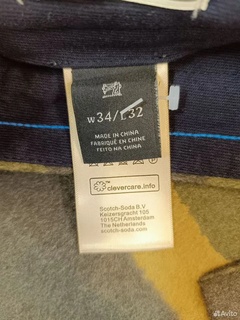 w34/L32
MADE IN CHINA
FABRIQUÉ EN CHINE
FEITO NA CHINA
clevercare.info
Scotch-Soda B.V
Keizersgracht 105
1015CH Amsterdam
The Netherlands
scotch-soda.com
Avito